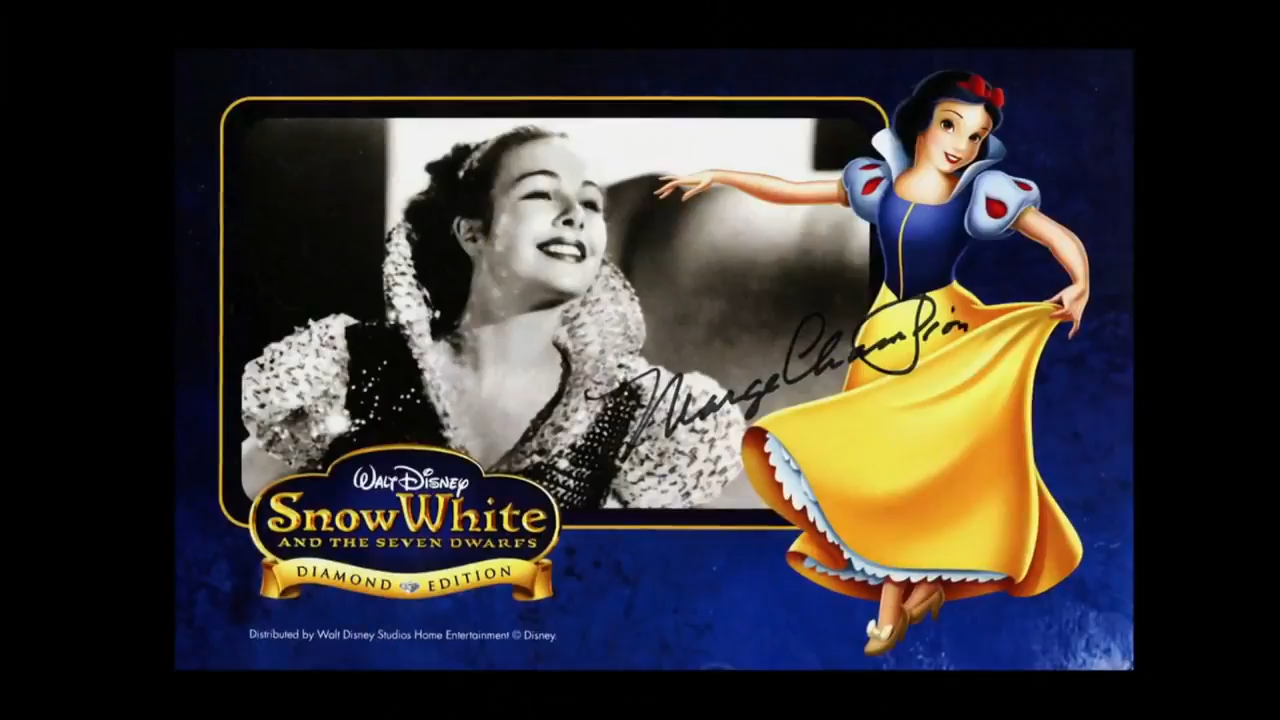 Marge Champion
WALT DISNEY
SNOW WHITE
AND THE SEVEN DWARFS
DIAMOND EDITION
Distributed by Walt Disney Studios Home Entertainment © Disney.